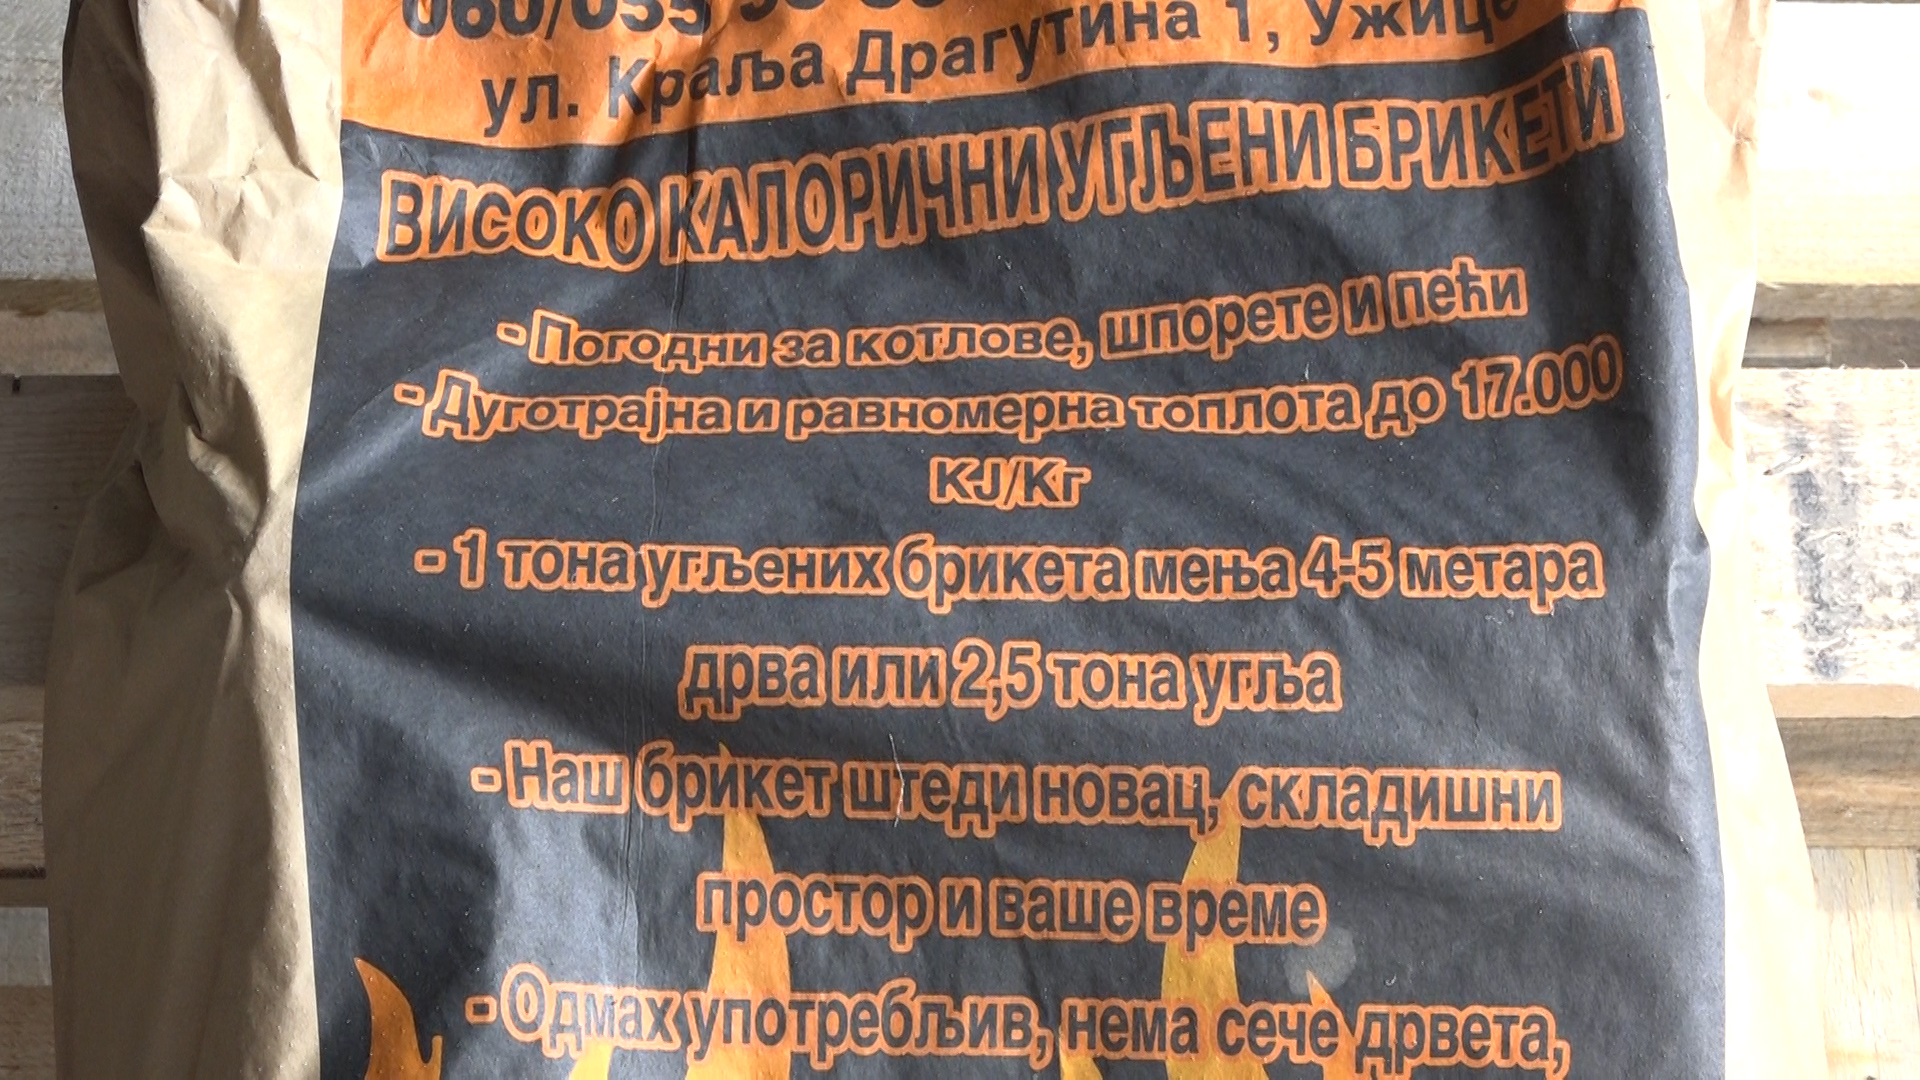 ул. Краља Драгутина 1, Ужице
ВИСОКО КАЛОРИЧНИ УГЉЕНИ БРИКЕТИ
- Погодни за котлове, шпорете и пећи
- Дуготрајна и равномерна топлота до 17.000
KJ/Kг
- 1 тона угљених брикета мења 4-5 метара
дрва или 2,5 тона угља
- Наш брикет штеди новац, складишни
простор и ваше време
- Одмах употребљив, нема сече дрвета,